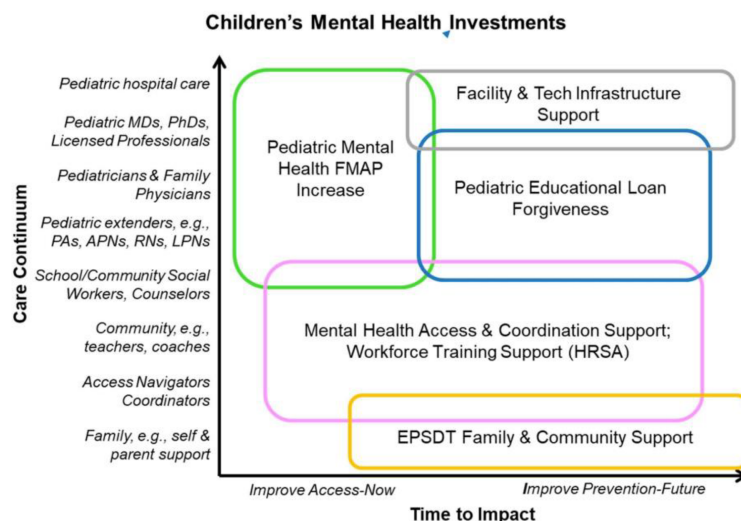 Children's Mental Health Investments
Care Continuum
Pediatric hospital care
Pediatric MDs, PhDs,
Licensed Professionals
Pediatricians & Family
Physicians
Pediatric extenders, e.g.,
PAs, APNs, RNs, LPNs
School/Community Social
Workers, Counselors
Community, e.g.,
teachers, coaches
Access Navigators
Coordinators
Family, e.g., self &
parent support
Pediatric Mental
Health FMAP
Increase
Facility & Tech Infrastructure
Support
Pediatric Educational Loan
Forgiveness
Mental Health Access & Coordination Support;
Workforce Training Support (HRSA)
EPSDT Family & Community Support
Improve Access-Now
Improve Prevention-Future
Time to Impact